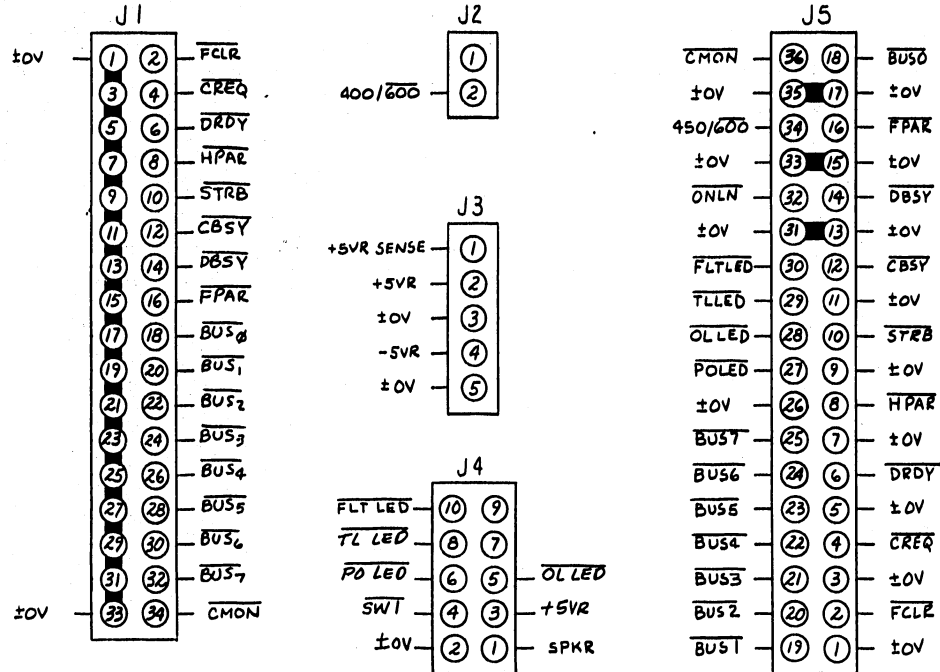 J1
±0V 1 2 FCLR
3 4 CREQ
5 6 DRDY
7 8 HPAR
9 10 STRB
11 12 CBSY
13 14 DBSY
15 16 FPAR
17 18 BUS0
19 20 BUS1
21 22 BUS2
23 24 BUS3
25 26 BUS4
27 28 BUS5
29 30 BUS6
31 32 BUS7
±0V 33 34 CMON
J2
1
400/600 2
J3
+5VR SENSE 1
+5VR 2
±0V 3
-5VR 4
±0V 5
J4
FLT LED 10 9
TL LED 8 7
PO LED 6 5 OL LED
SW1 4 3 +5VR
±0V 2 1 SPKR
J5
CMON 36 18 BUS0
±0V 35 17 ±0V
450/600 34 16 FPAR
±0V 33 15 ±0V
ONLN 32 14 DBSY
±0V 31 13 ±0V
FLTLED 30 12 CBSY
TLLED 29 11 ±0V
OLLED 28 10 STRB
POLED 27 9 ±0V
±0V 26 8 HPAR
BUS7 25 7 ±0V
BUS6 24 6 DRDY
BUS5 23 5 ±0V
BUS4 22 4 CREQ
BUS3 21 3 ±0V
BUS2 20 2 FCLR
BUS1 19 1 ±0V